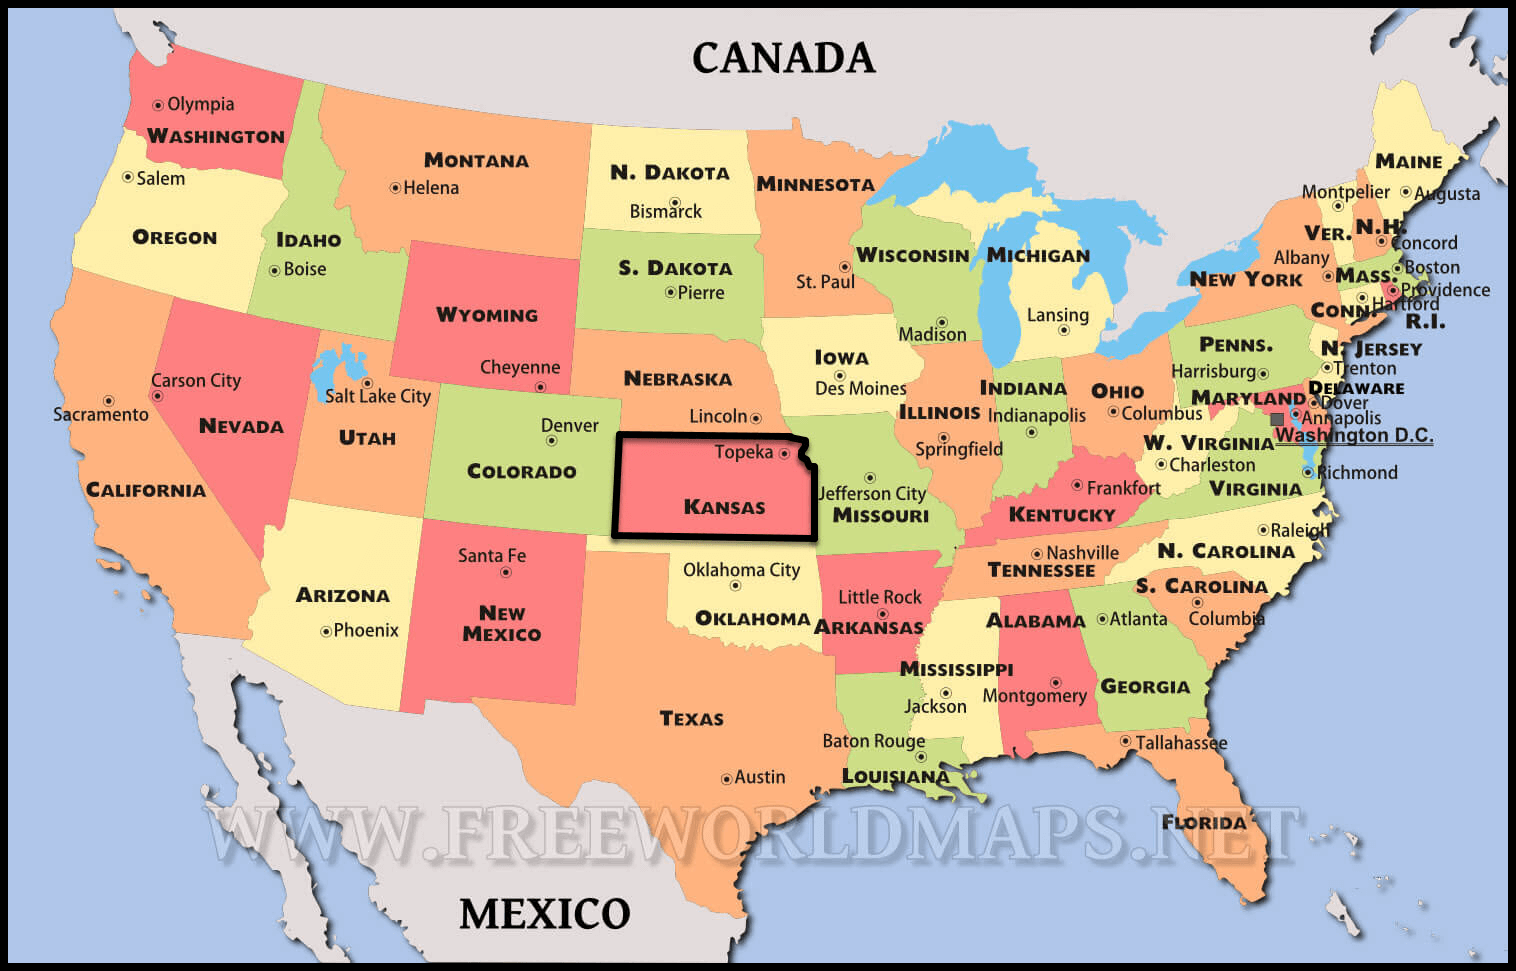 CANADA
Olympia
WASHINGTON
MONTANA
Helena
N. DAKOTA
Bismarck
MINNESOTA
St. Paul
MAINE
Augusta
Montpelier
VER.
N.H.
Concord
Salem
OREGON
IDAHO
Boise
WYOMING
Cheyenne
S. DAKOTA
Pierre
WISCONSIN
Madison
MICHIGAN
Lansing
Albany
NEW YORK
MASS.
Boston
Providence
Hartford
CONN.
R.I.
PENNS.
Harrisburg
N. JERSEY
Trenton
IOWA
Des Moines
NEBRASKA
Lincoln
Carson City
Sacramento
NEVADA
Salt Lake City
UTAH
Denver
COLORADO
Topeka
KANSAS
ILLINOIS
Springfield
INDIANA
Indianapolis
OHIO
Columbus
MARYLAND
DELAWARE
Dover
Annapolis
Washington D.C.
W. VIRGINIA
Charleston
Richmond
VIRGINIA
CALIFORNIA
Jefferson City
MISSOURI
Frankfort
KENTUCKY
Raleigh
N. CAROLINA
Nashville
TENNESSEE
S. CAROLINA
Columbia
ARIZONA
Phoenix
Santa Fe
NEW
MEXICO
Oklahoma City
OKLAHOMA
Little Rock
ARKANSAS
ALABAMA
Montgomery
Atlanta
GEORGIA
MISSISSIPPI
Jackson
TEXAS
Austin
Baton Rouge
LOUISIANA
Tallahassee
FLORIDA
WWW.FREEWORLDMAPS.NET
MEXICO